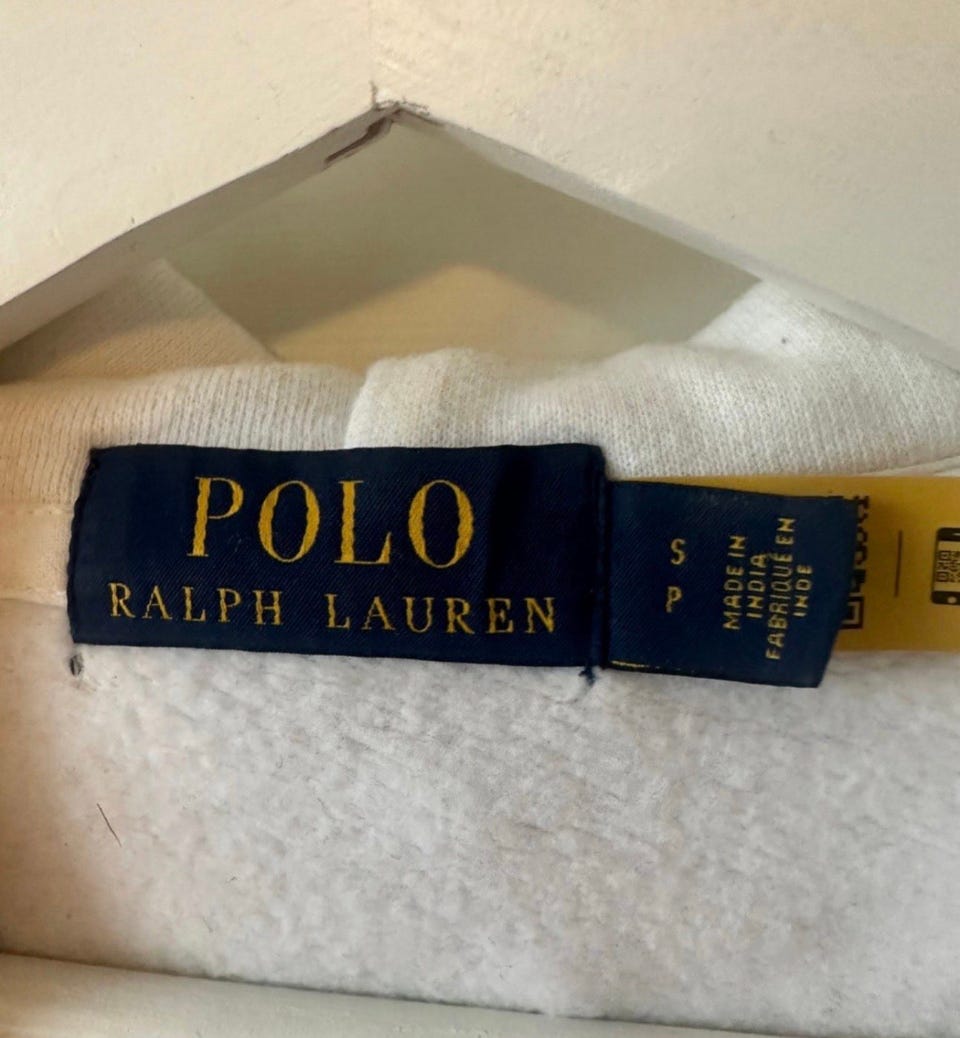 POLO
RALPH LAUREN
S
P
MADE IN
INDIA
FABRIQUÉ EN
INDE